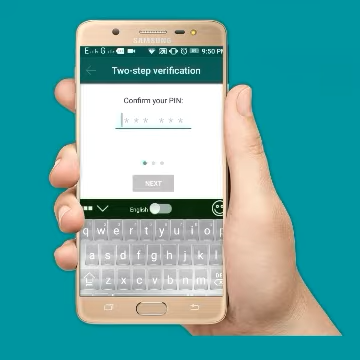 SAMSUNG
9:50 PM
Two-step verification
Confirm your PIN:
*** ***
NEXT
English
q w e r t y u i o p
a s d f g h j k l
z x c v b n m